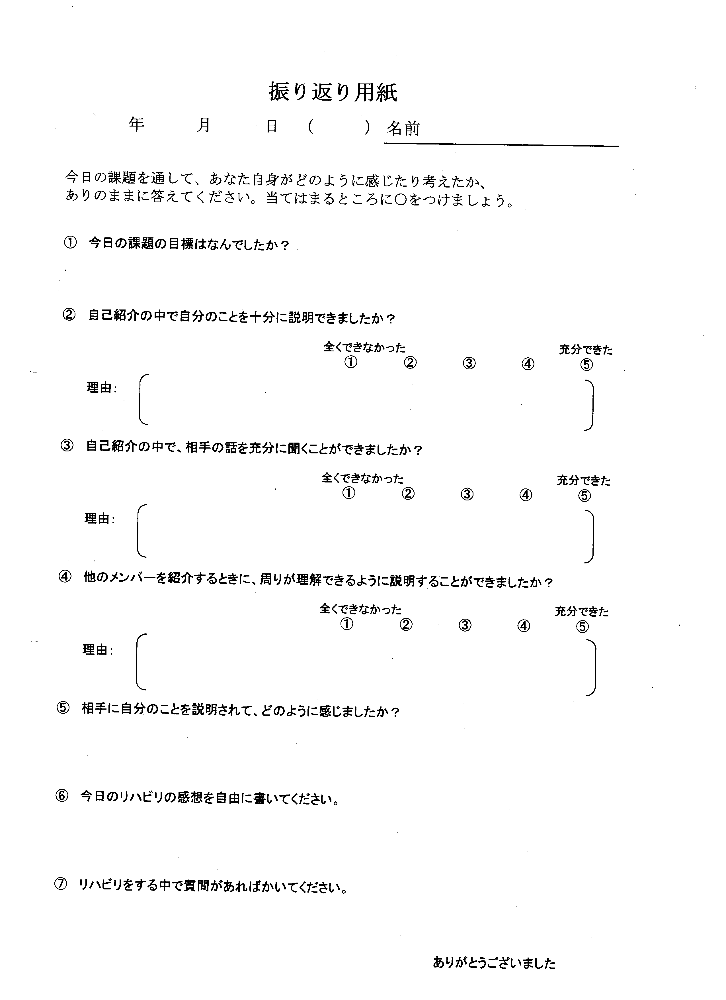 振り返り用紙
年 月 日 ( ) 名前
今日の課題を通して、あなた自身がどのように感じたり考えたか、
ありのままに答えてください。当てはまるところに〇をつけましょう。
① 今日の課題の目標はなんでしたか？
② 自己紹介の中で自分のことを十分に説明できましたか？
全くできなかった 充分できた
① ② ③ ④ ⑤
理由：
③ 自己紹介の中で、相手の話を充分に聞くことができましたか？
全くできなかった 充分できた
① ② ③ ④ ⑤
理由：
④ 他のメンバーを紹介するときに、周りが理解できるように説明することができましたか？
全くできなかった 充分できた
① ② ③ ④ ⑤
理由：
⑤ 相手に自分のことを説明されて、どのように感じましたか？
⑥ 今日のリハビリの感想を自由に書いてください。
⑦ リハビリをする中で質問があればかいてください。
ありがとうございました